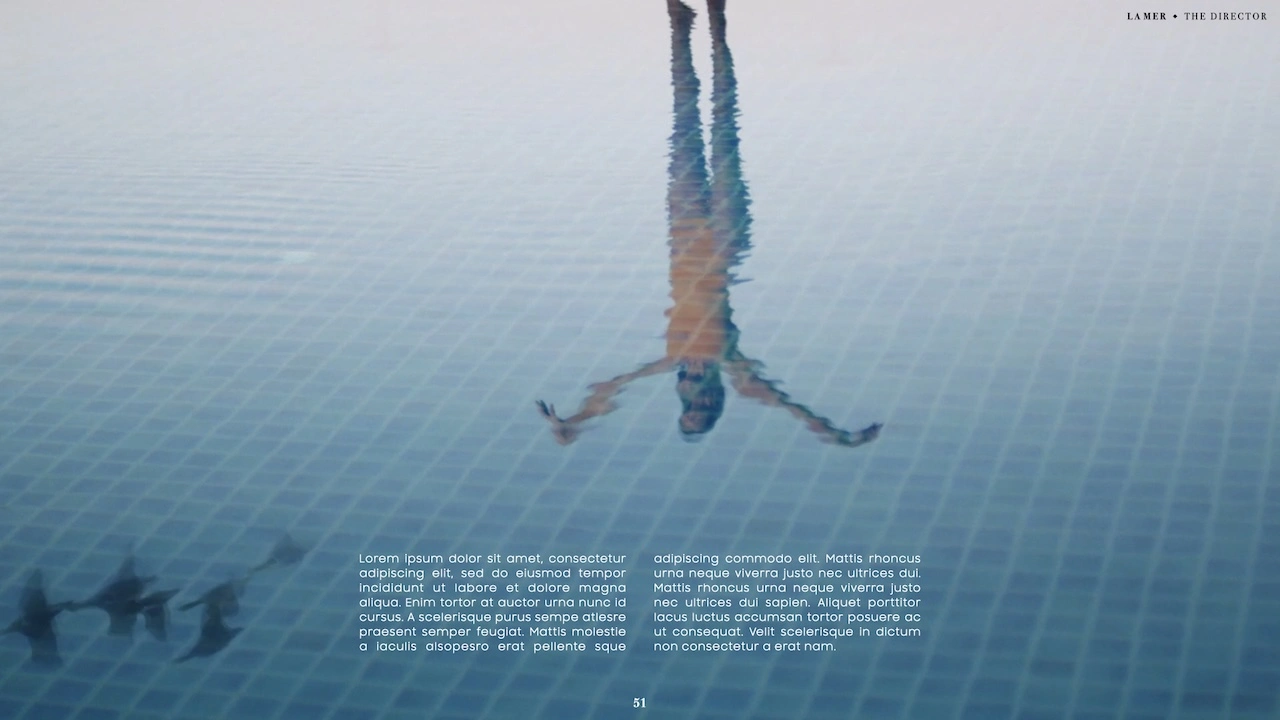 LA MER ✦ THE DIRECTOR
Lorem ipsum dolor sit amet, consectetur
adipiscing elit, sed do eiusmod tempor
incididunt ut labore et dolore magna
aliqua. Enim tortor at auctor urna nunc id
cursus. A scelerisque purus sempe atlesre
praesent semper feugiat. Mattis molestie
a iaculis alsopesro erat pellente sque
adipiscing commodo elit. Mattis rhoncus
urna neque viverra justo nec ultrices dui.
Mattis rhoncus urna neque viverra justo
nec ultrices dui sapien. Aliquet porttitor
lacus luctus accumsan tortor posuere ac
ut consequat. Velit scelerisque in dictum
non consectetur a erat nam.
51